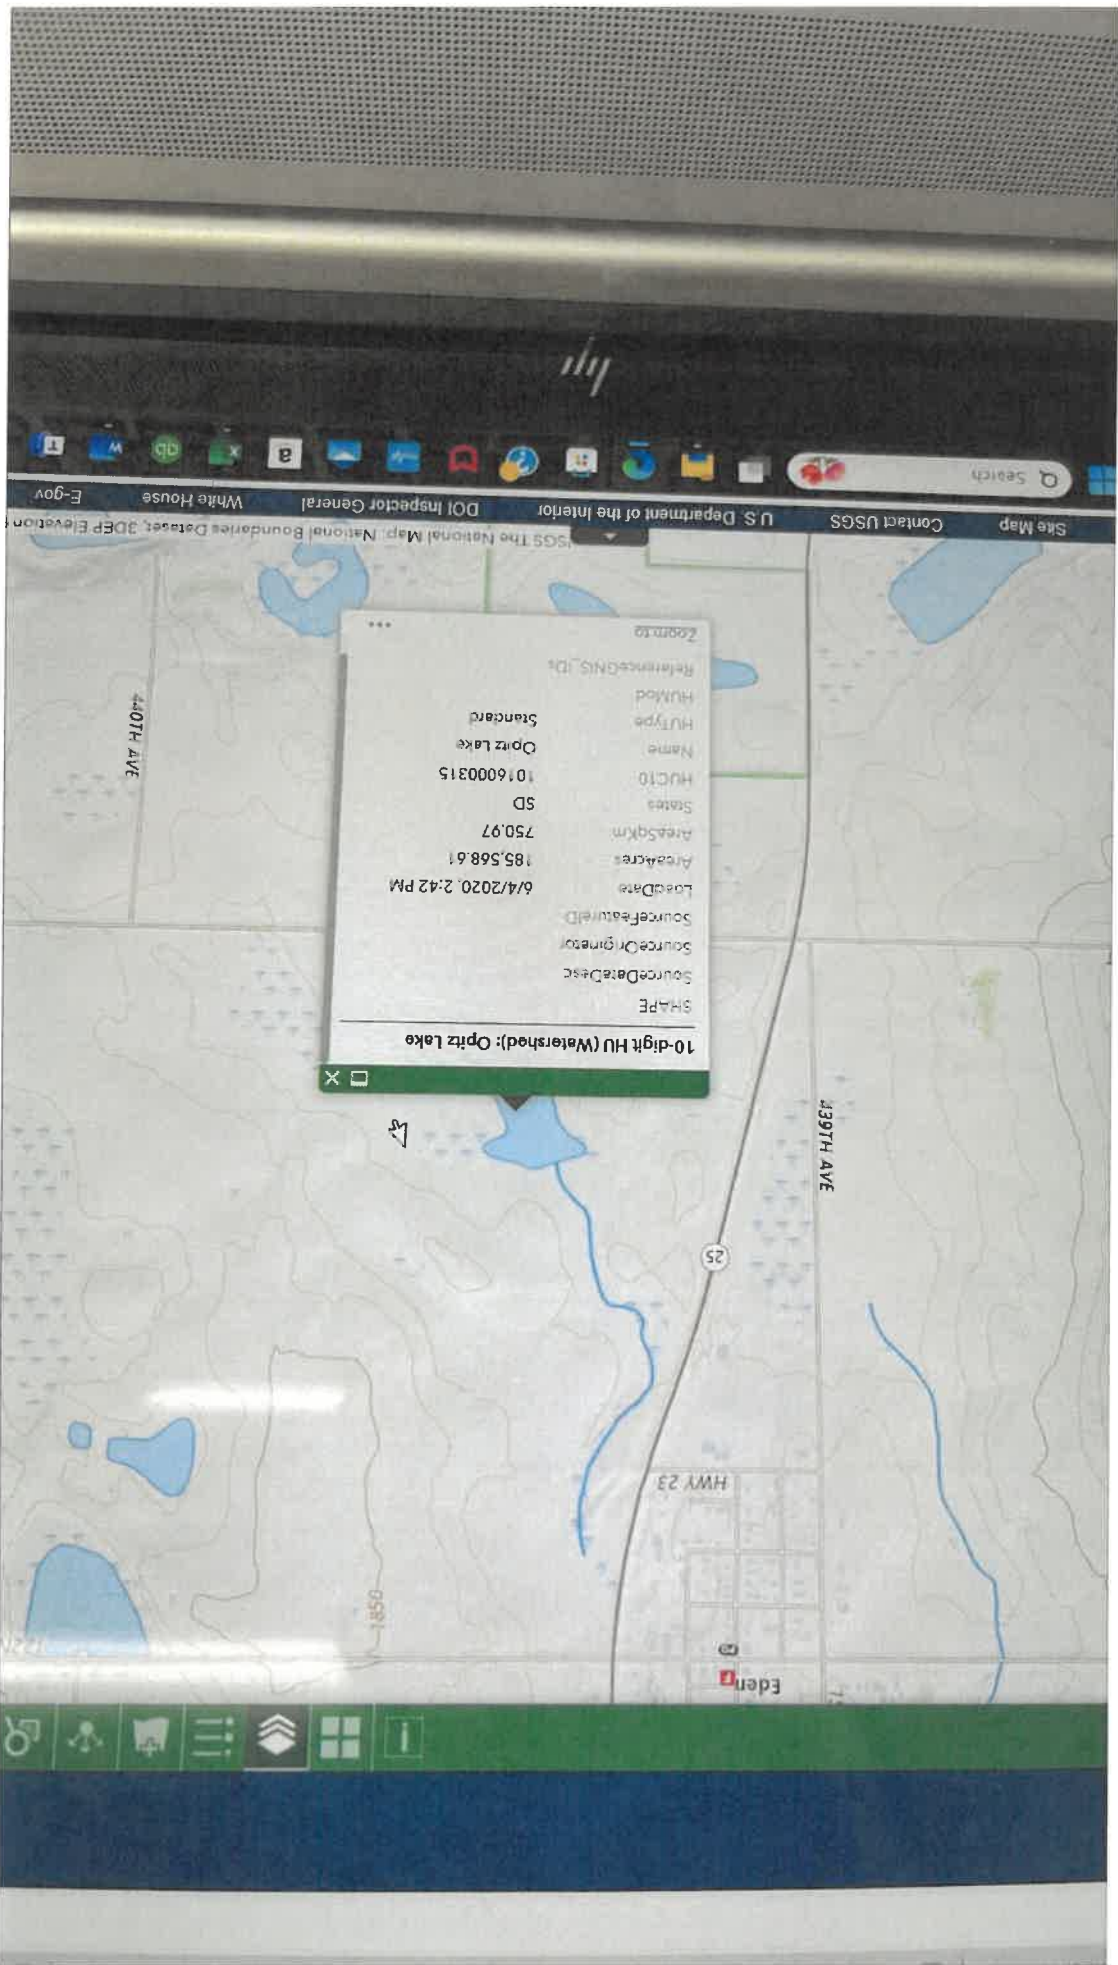 Eden
F
PO
1850
HWY 23
25
439TH AVE
440TH AVE
10-digit HU (Watershed): Opitz Lake
SHAPE
SourceDataDesc
SourceOriginator
SourceFeatureID
LoadDate 6/4/2020, 2:42 PM
AreaAcres 185,568.61
AreaSqKm 750.97
States SD
HUC10 1016000315
Name Opitz Lake
HUType Standard
HUMod
ReferenceGNIS_IDs
Zoom to
USGS The National Map: National Boundaries Dataset, 3DEP Elevation
Site Map Contact USGS U.S. Department of the Interior DOI Inspector General White House E-gov
Search
a X qb W T
hp